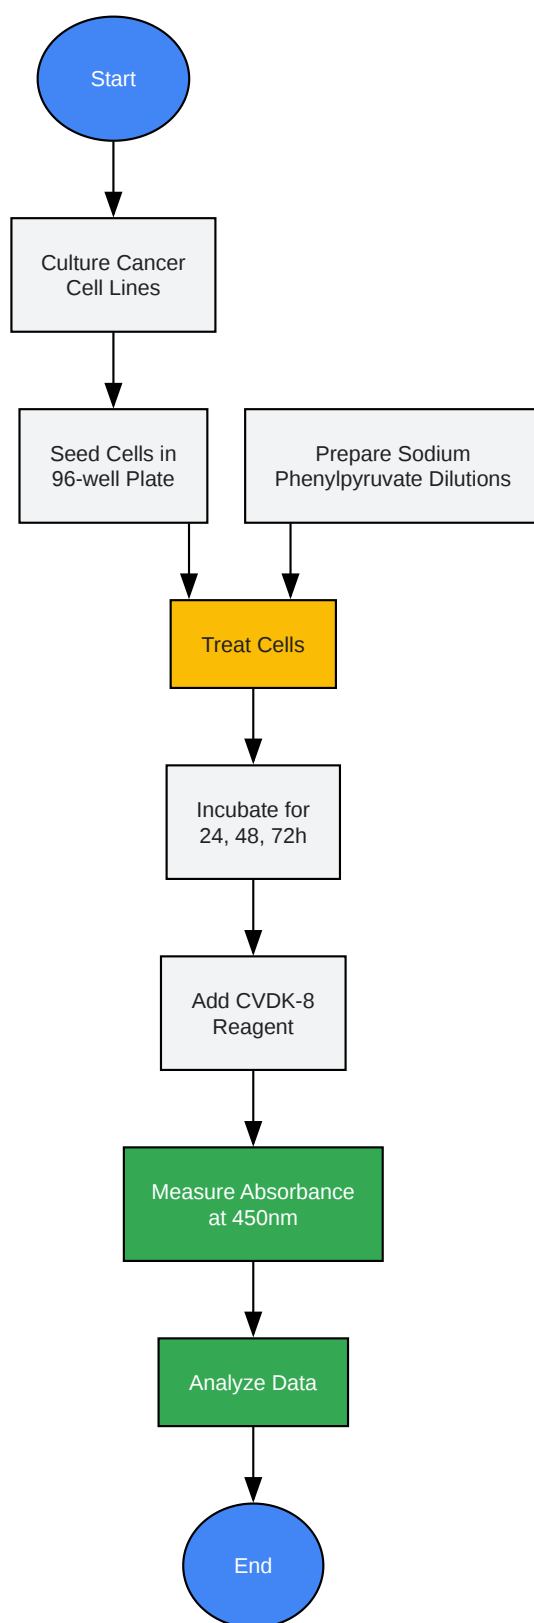 Start
Culture Cancer
Cell Lines
Seed Cells in
96-well Plate
Prepare Sodium
Phenylpyruvate Dilutions
Treat Cells
Incubate for
24, 48, 72h
Add CVDK-8
Reagent
Measure Absorbance
at 450nm
Analyze Data
End